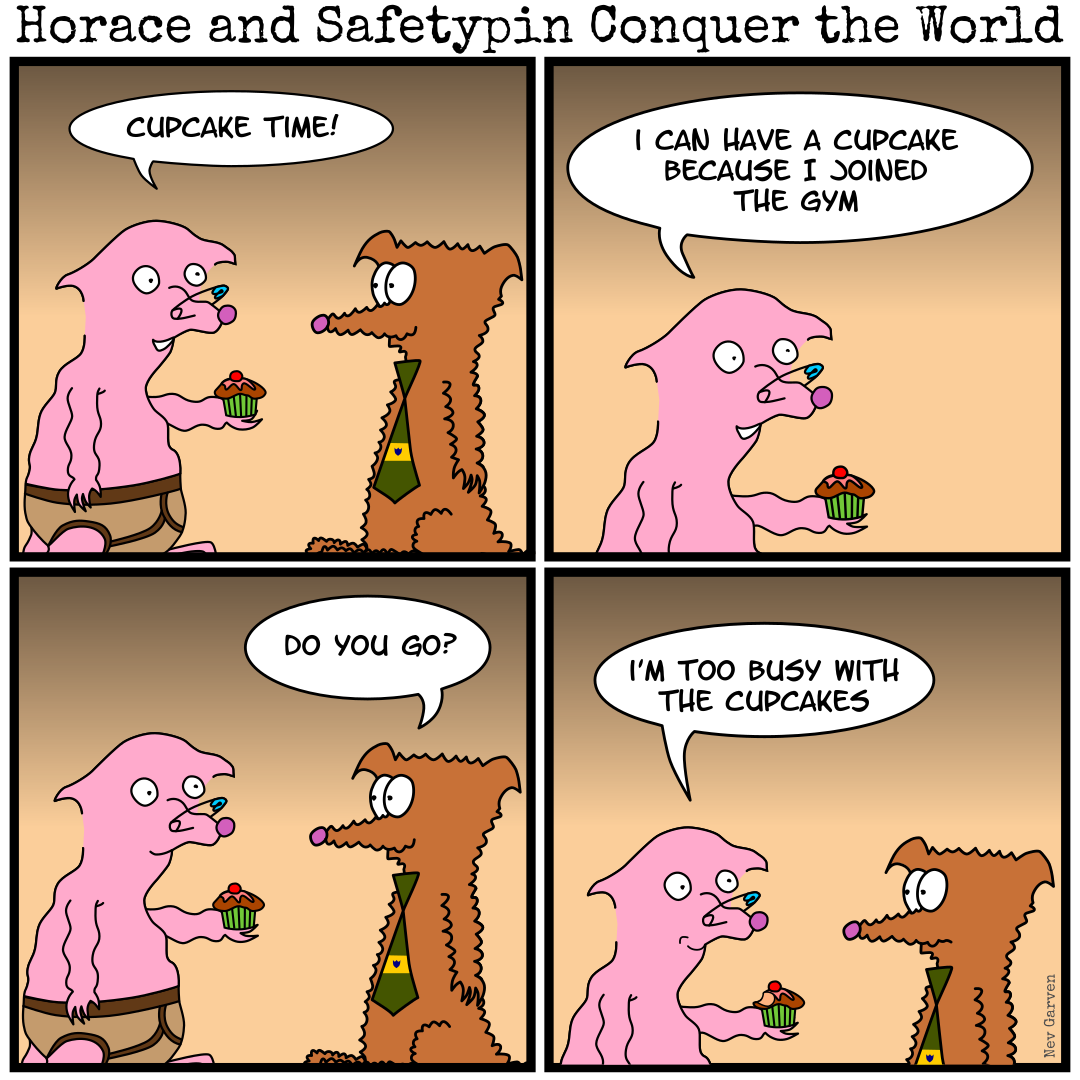 Horace and Safetypin Conquer the World
CUPCAKE TIME!
I CAN HAVE A CUPCAKE
BECAUSE I JOINED
THE GYM
DO YOU GO?
I'M TOO BUSY WITH
THE CUPCAKES
Nev Garven